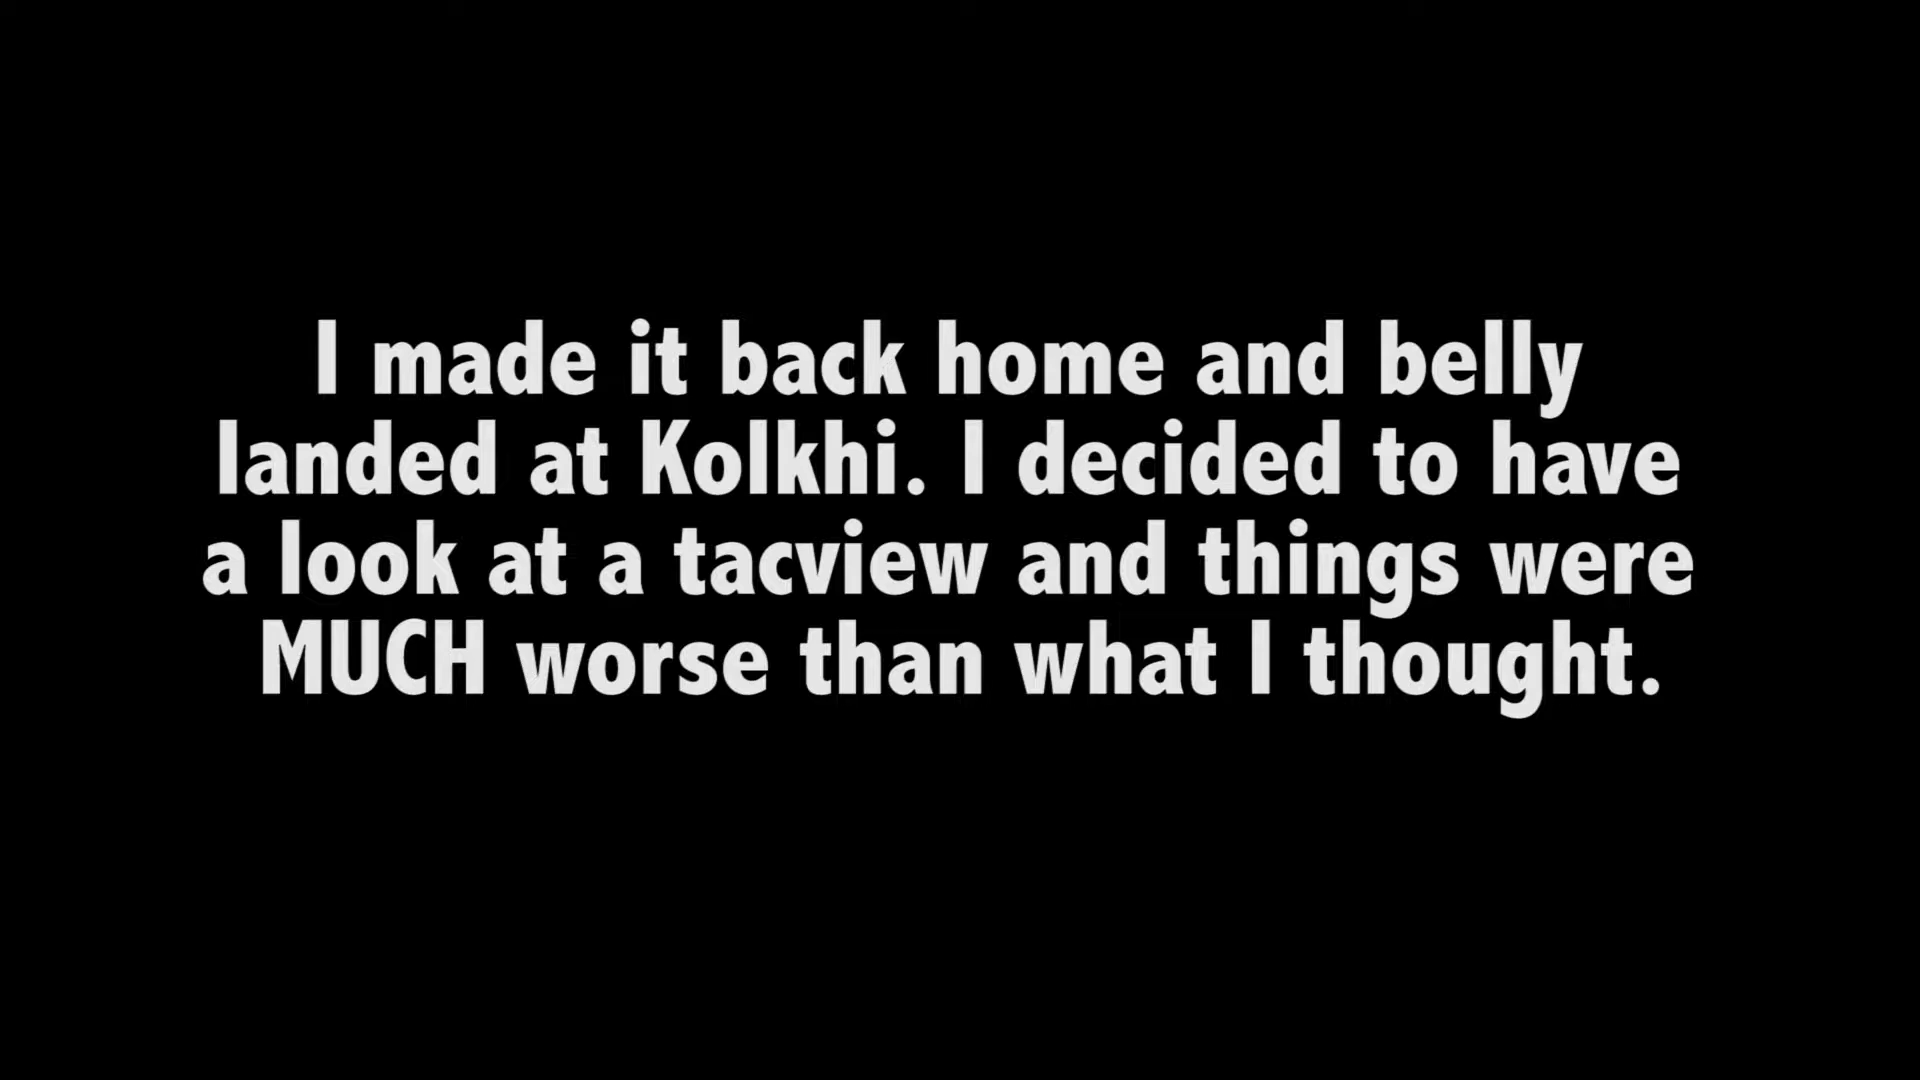 I made it back home and belly
landed at Kolkhi. I decided to have
a look at a tacview and things were
MUCH worse than what I thought.